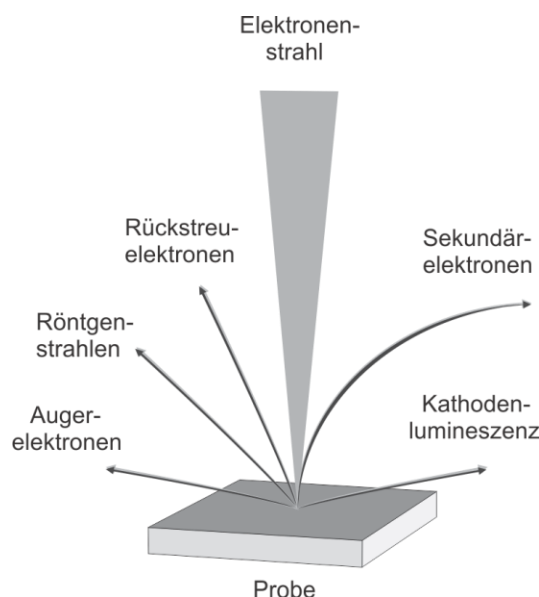 Elektronen-
strahl
Rückstreu-
elektronen
Sekundär-
elektronen
Röntgen-
strahlen
Auger-
elektronen
Kathoden-
lumineszenz
Probe